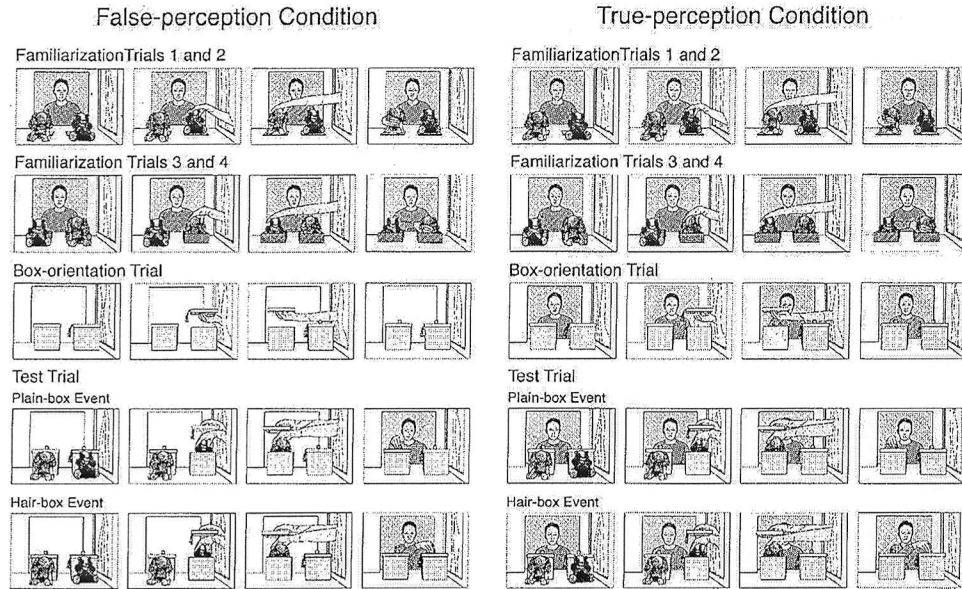 False-perception Condition
FamiliarizationTrials 1 and 2
Familiarization Trials 3 and 4
Box-orientation Trial
Test Trial
Plain-box Event
Hair-box Event
True-perception Condition
FamiliarizationTrials 1 and 2
Familiarization Trials 3 and 4
Box-orientation Trial
Test Trial
Plain-box Event
Hair-box Event